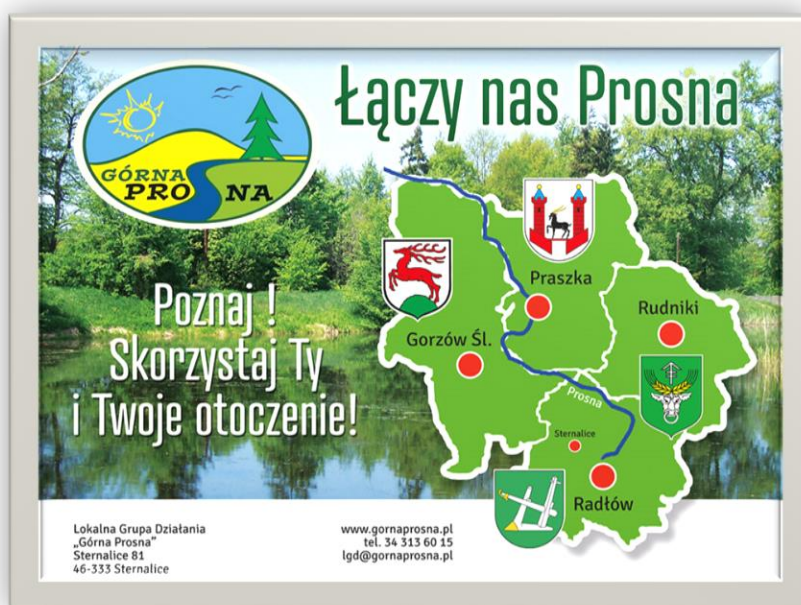 GÓRNA
PROSNA
Łączy nas Prosna
Poznaj !
Skorzystaj Ty
i Twoje otoczenie!
Praszka
Rudniki
Gorzów Śl.
Prosna
Sternalice
Radłów
Lokalna Grupa Działania
„Górna Prosna”
Sternalice 81
46-333 Sternalice
www.gornaprosna.pl
tel. 34 313 60 15
lgd@gornaprosna.pl